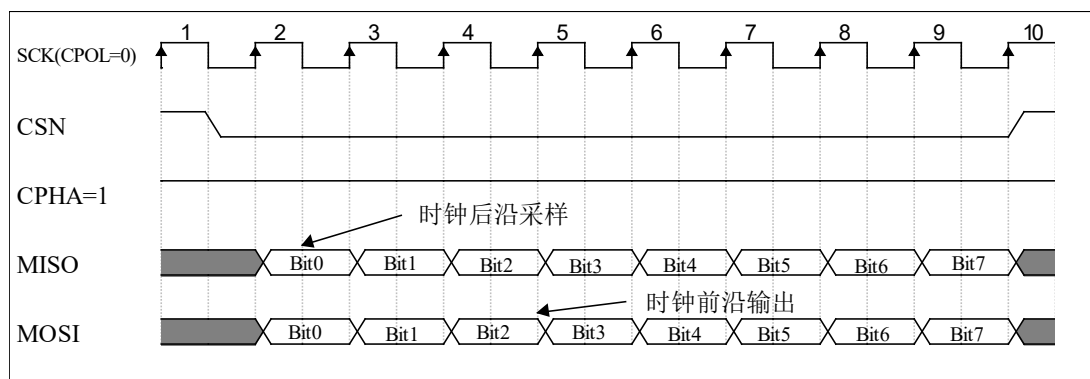 1 2 3 4 5 6 7 8 9 10
SCK(CPOL=0)
CSN
CPHA=1
时钟后沿采样
MISO Bit0 Bit1 Bit2 Bit3 Bit4 Bit5 Bit6 Bit7
时钟前沿输出
MOSI Bit0 Bit1 Bit2 Bit3 Bit4 Bit5 Bit6 Bit7